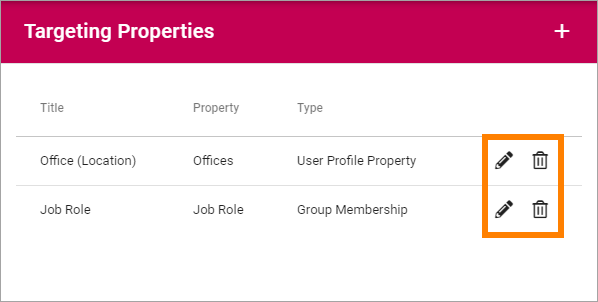 Targeting Properties
Title Property Type
Office (Location) Offices User Profile Property
Job Role Job Role Group Membership